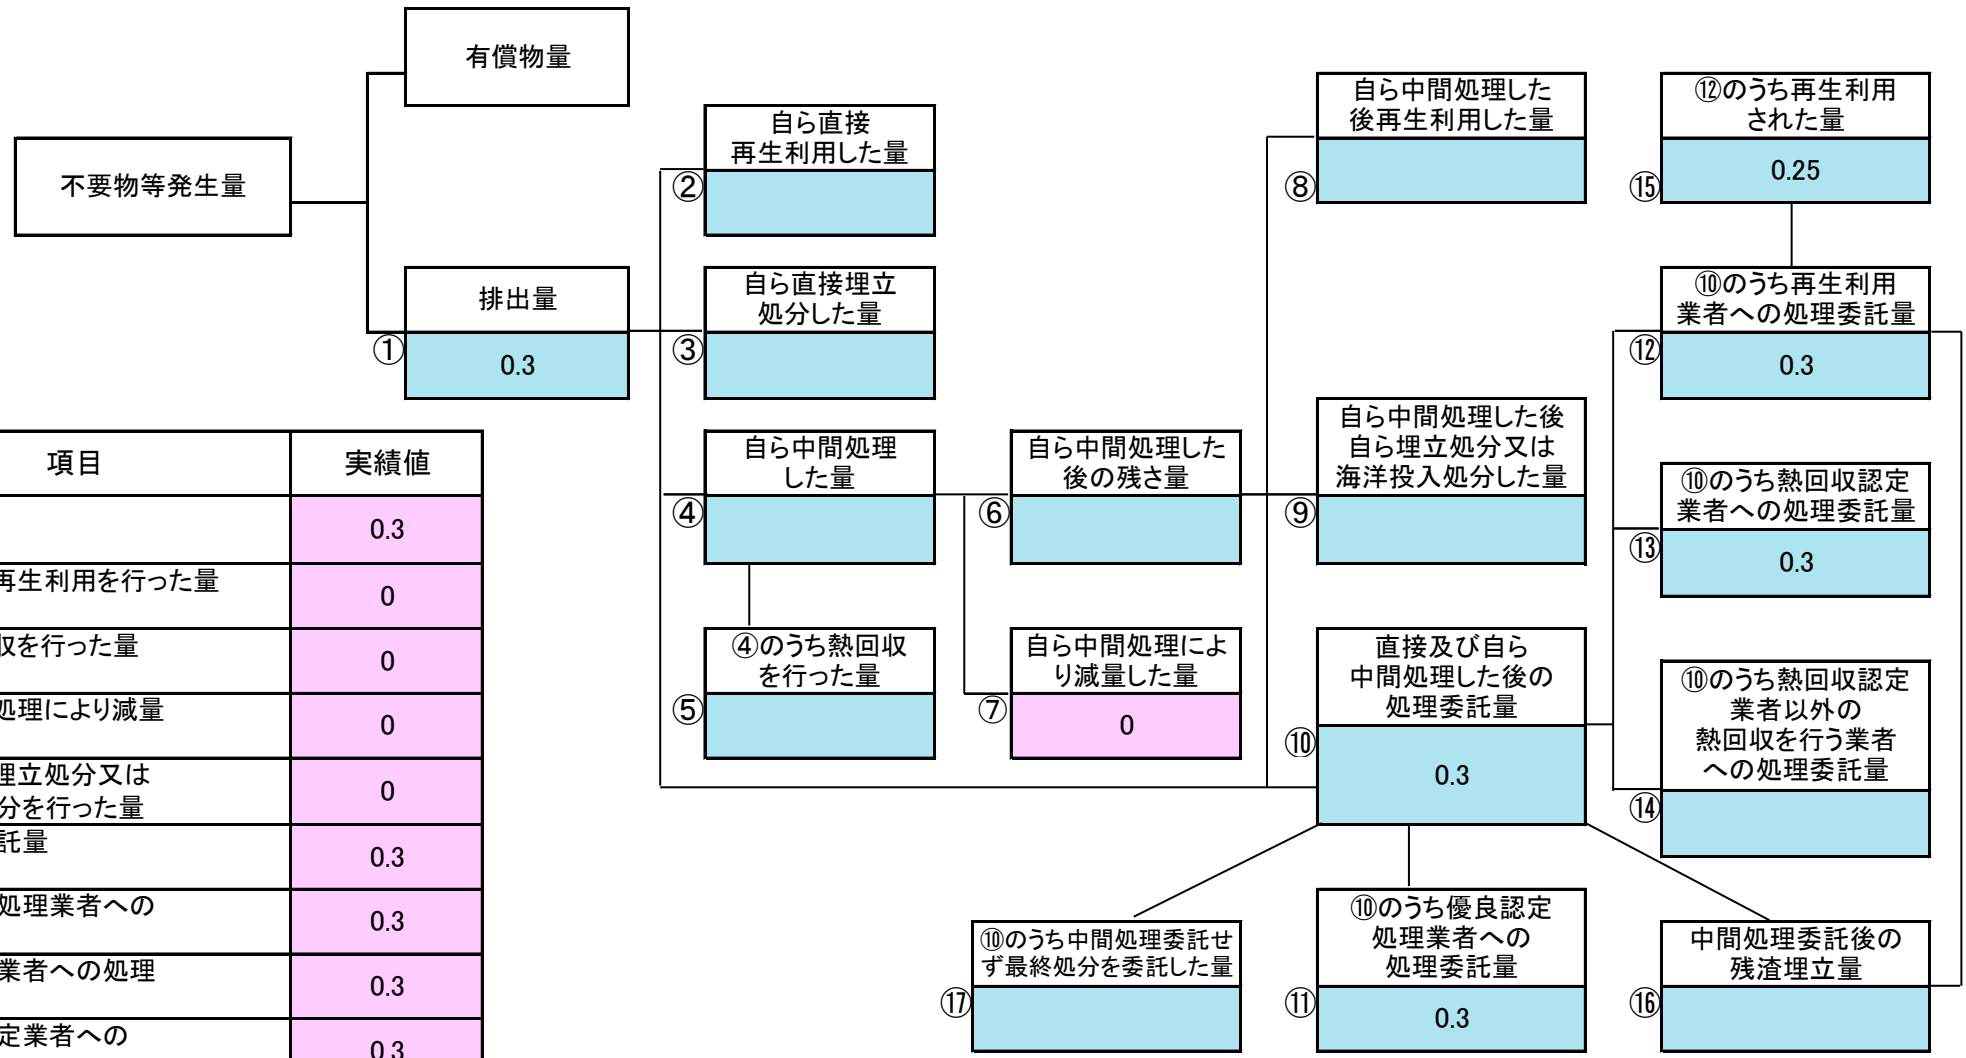 有償物量
不要物等発生量
排出量
①
0.3
自ら直接
再生利用した量
②
自ら直接埋立
処分した量
③
自ら中間処理
した量
④
④のうち熱回収
を行った量
⑤
自ら中間処理した
後の残さ量
⑥
自ら中間処理によ
り減量した量
⑦
0
自ら中間処理した
後再生利用した量
⑧
自ら中間処理した後
自ら埋立処分又は
海洋投入処分した量
⑨
直接及び自ら
中間処理した後の
処理委託量
⑩
0.3
⑫のうち再生利用
された量
⑮
0.25
⑩のうち再生利用
業者への処理委託量
⑫
0.3
⑩のうち熱回収認定
業者への処理委託量
⑬
0.3
⑩のうち熱回収認定
業者以外の
熱回収を行う業者
への処理委託量
⑭
⑩のうち中間処理委託せ
ず最終処分を委託した量
⑰
⑩のうち優良認定
処理業者への
処理委託量
⑪
0.3
中間処理委託後の
残渣埋立量
⑯
項目
実績値
0.3
再生利用を行った量
0
収を行った量
0
処理により減量
0
埋立処分又は
分を行った量
0
託量
0.3
処理業者への
0.3
業者への処理
0.3
定業者への
0.3